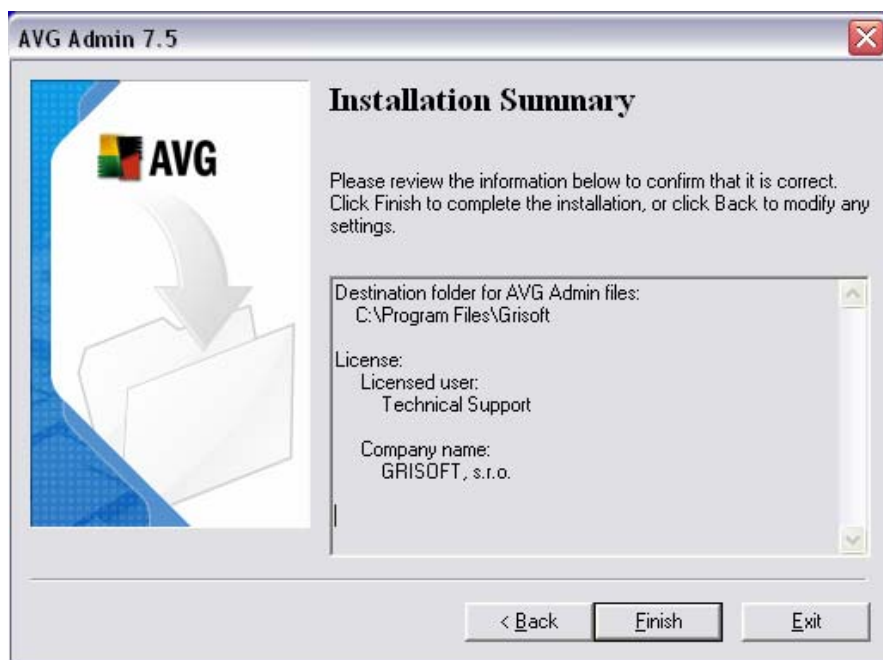 AVG Admin 7.5
AVG
Installation Summary
Please review the information below to confirm that it is correct.
Click Finish to complete the installation, or click Back to modify any
settings.
Destination folder for AVG Admin files:
C:\Program Files\Grisoft
License:
Licensed user:
Technical Support
Company name:
GRISOFT, s.r.o.
< Back
Finish
Exit